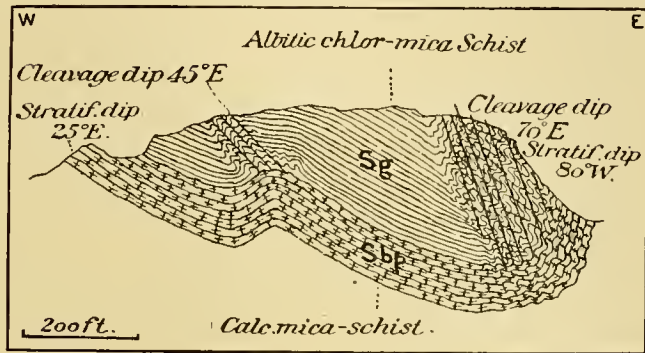 W
E
Albitic chlor-mica Schist
Cleavage dip 45°E
Stratif. dip
25°E.
Cleavage dip
70°E
Stratif. dip
80°W.
Sg
Sbp
200ft.
Calc. mica-schist.